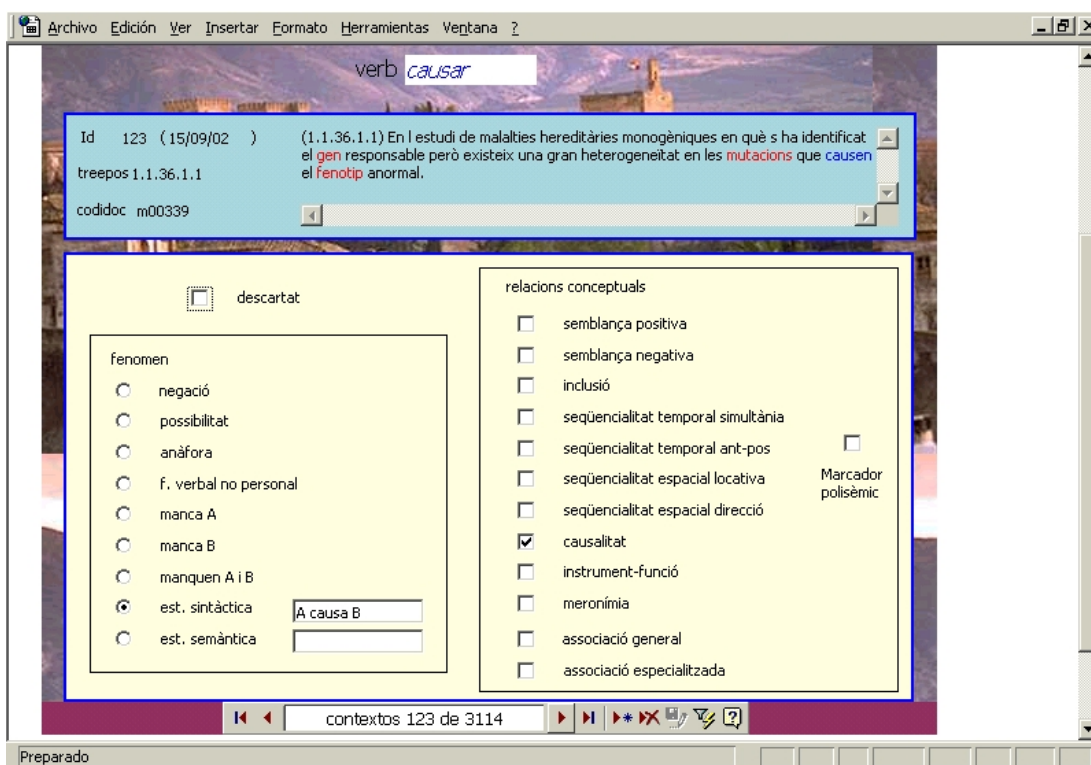 Archivo Edición Ver Insertar Formato Herramientas Ventana ?
verb causar
Id 123 (15/09/02 )
treepos 1.1.36.1.1
codidoc m00339
(1.1.36.1.1) En l estudi de malalties hereditàries monogèniques en què s ha identificat
el gen responsable però existeix una gran heterogeneïtat en les mutacions que causen
el fenotip anormal.
descartat
fenomen
negació
possibilitat
anàfora
f. verbal no personal
manca A
manca B
manquen A i B
est. sintàctica A causa B
est. semàntica
relacions conceptuals
semblança positiva
semblança negativa
inclusió
seqüencialitat temporal simultània
seqüencialitat temporal ant-pos
seqüencialitat espacial locativa
seqüencialitat espacial direcció
causalitat
instrument-funció
meronímia
associació general
associació especialitzada
Marcador
polisèmic
contextos 123 de 3114
Preparado